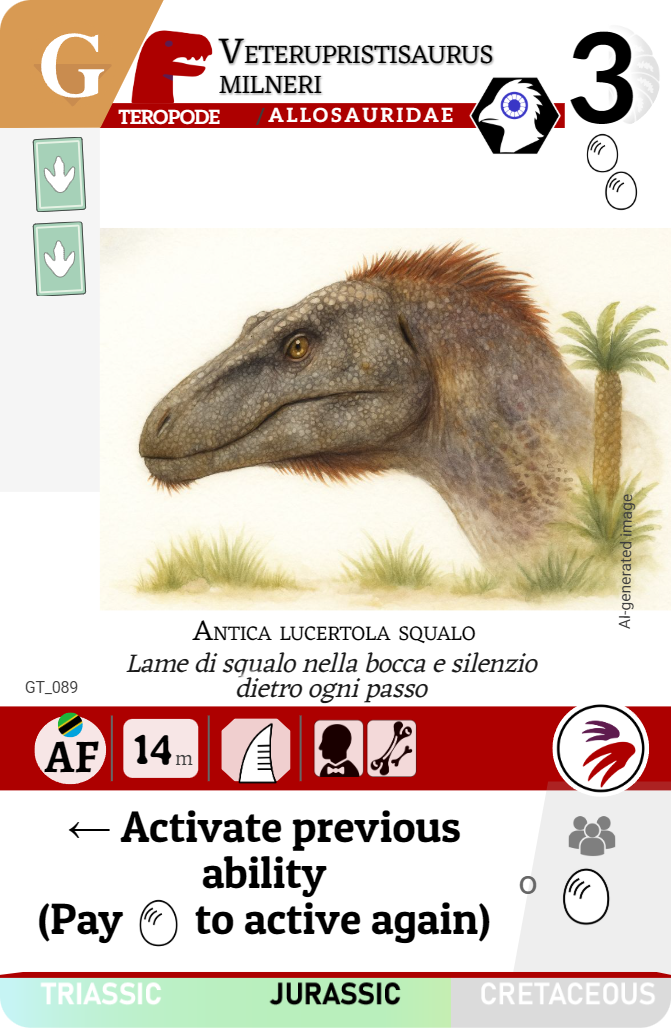 G
VETERUPRISTISAURUS
MILNERI
3
TEROPODE / ALLOSAURIDAE
AI-generated image
ANTICA LUCERTOLA SQUALO
Lame di squalo nella bocca e silenzio
dietro ogni passo
GT_089
AF
14 m
← Activate previous
ability
(Pay to active again)
O
TRIASSIC JURASSIC CRETACEOUS